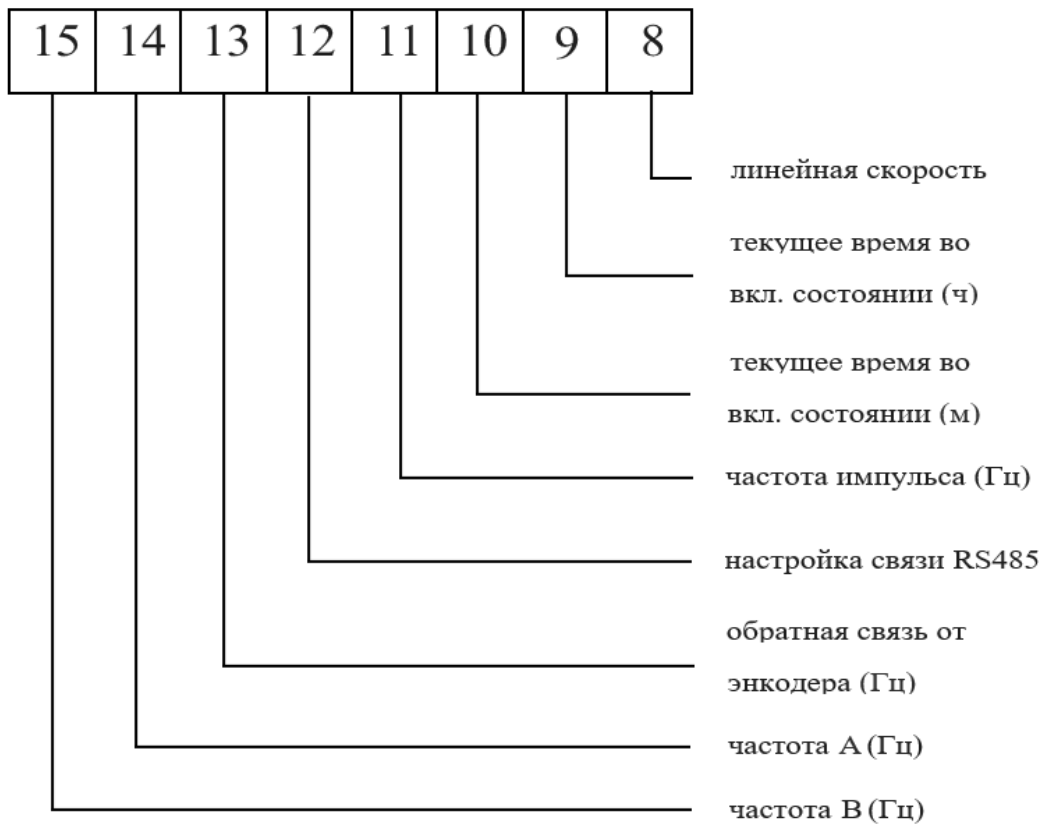 15 14 13 12 11 10 9 8
линейная скорость
текущее время во
вкл. состоянии (ч)
текущее время во
вкл. состоянии (м)
частота импульса (Гц)
настройка связи RS485
обратная связь от
энкодера (Гц)
частота A (Гц)
частота B (Гц)